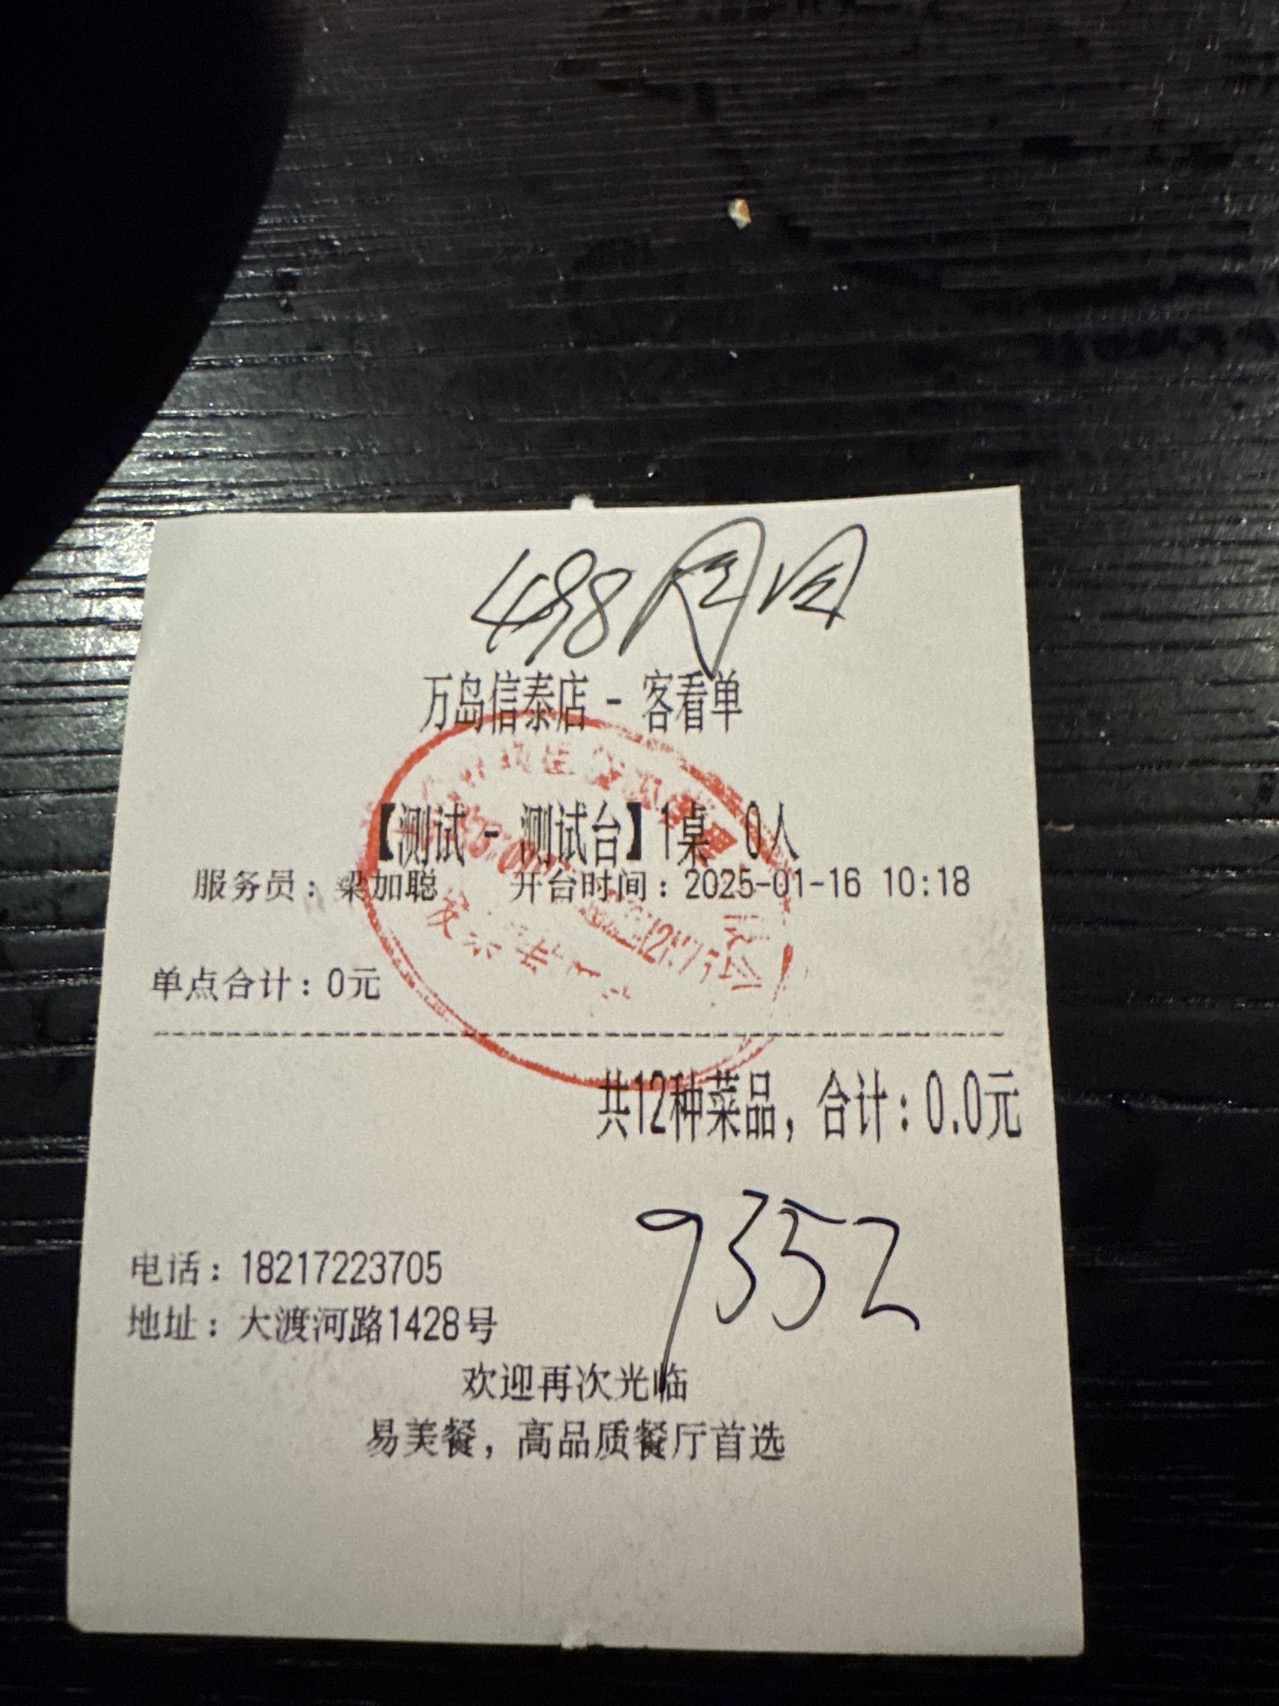 498
万岛信泰店 - 客看单
【测试 - 测试台】1桌 0人
服务员：梁加聪 开台时间：2025-01-16 10:18
单点合计：0元
共12种菜品，合计：0.0元
9352
电话：18217223705
地址：大渡河路1428号
欢迎再次光临
易美餐，高品质餐厅首选